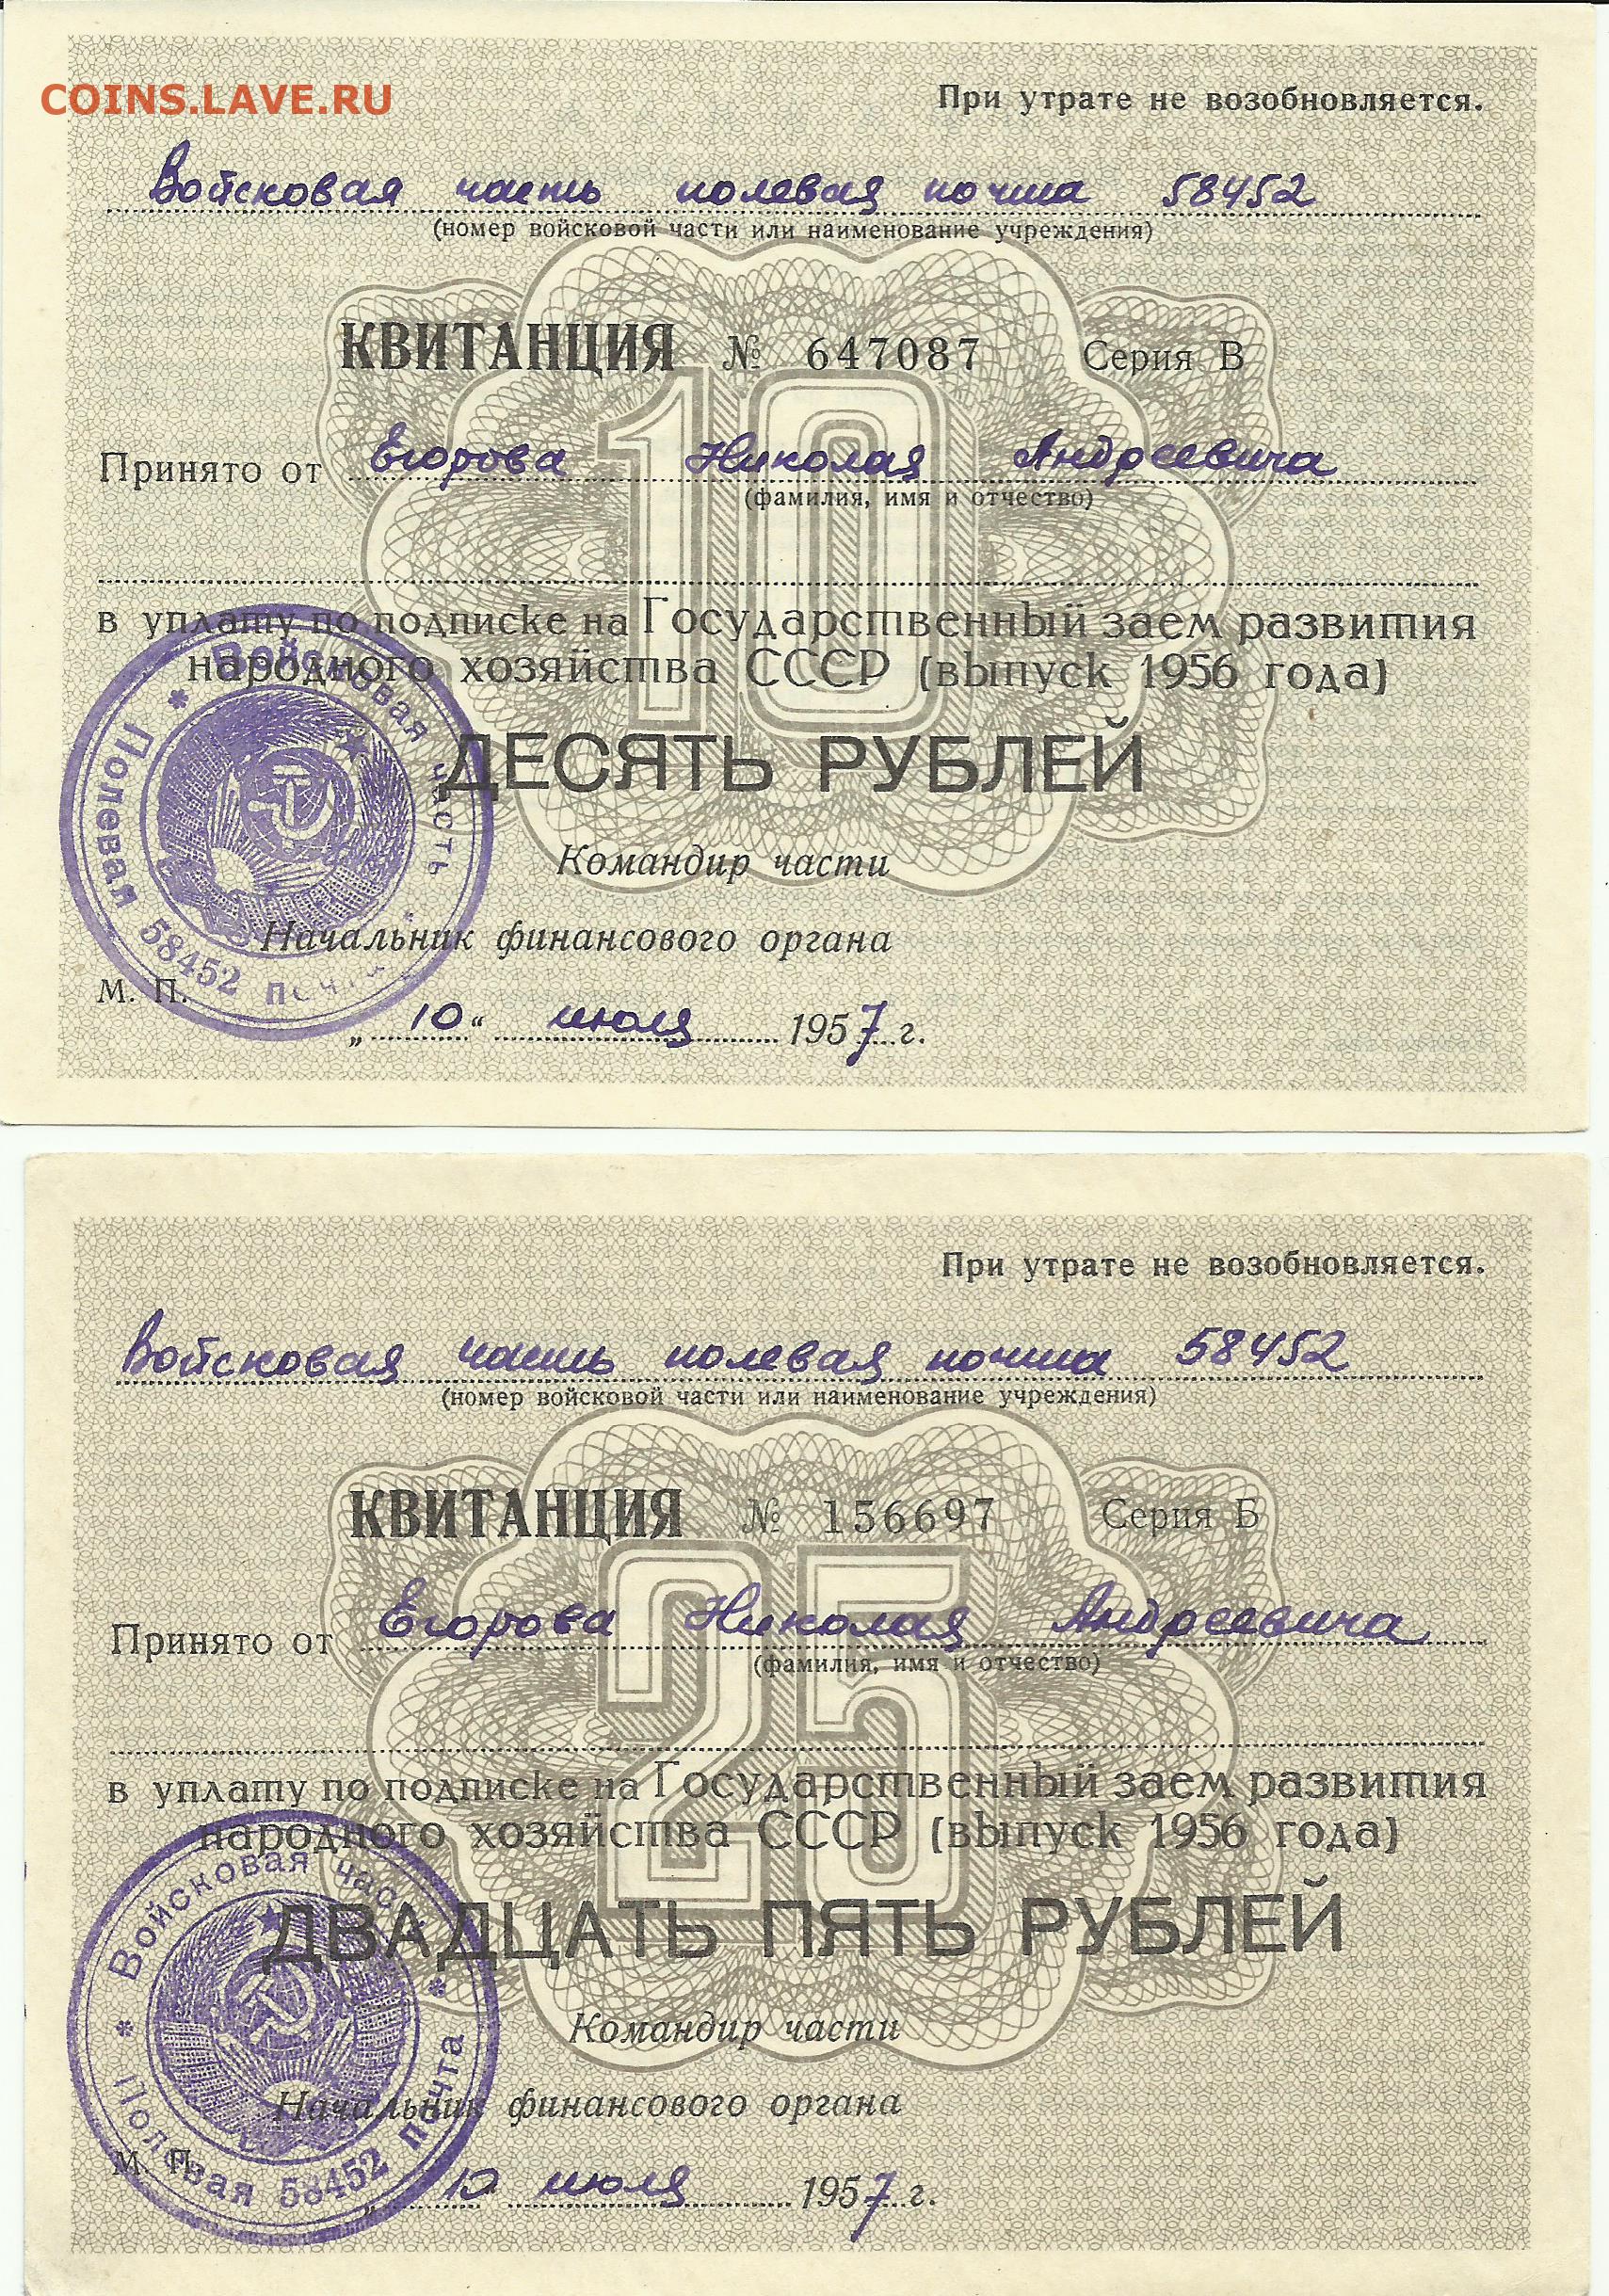 COINS.LAVE.RU
При утрате не возобновляется.
Войсковая часть полевая почта 58452
(номер войсковой части или наименование учреждения)
КВИТАНЦИЯ № 647087 Серия В
10
Принято от Егорова Николая Андреевича
(фамилия, имя и отчество)
в уплату по подписке на Государственный заем развития
народного хозяйства СССР (выпуск 1956 года)
ДЕСЯТЬ РУБЛЕЙ
Командир части
Начальник финансового органа
М. П.
„10“ июля 1957 г.
* Войсковая часть *
Полевая 58452 почта
При утрате не возобновляется.
Войсковая часть полевая почта 58452
(номер войсковой части или наименование учреждения)
КВИТАНЦИЯ № 156697 Серия Б
25
Принято от Егорова Николая Андреевича
(фамилия, имя и отчество)
в уплату по подписке на Государственный заем развития
народного хозяйства СССР (выпуск 1956 года)
ДВАДЦАТЬ ПЯТЬ РУБЛЕЙ
Командир части
Начальник финансового органа
М. П.
„10“ июля 1957 г.
* Войсковая часть *
Полевая 58452 почта